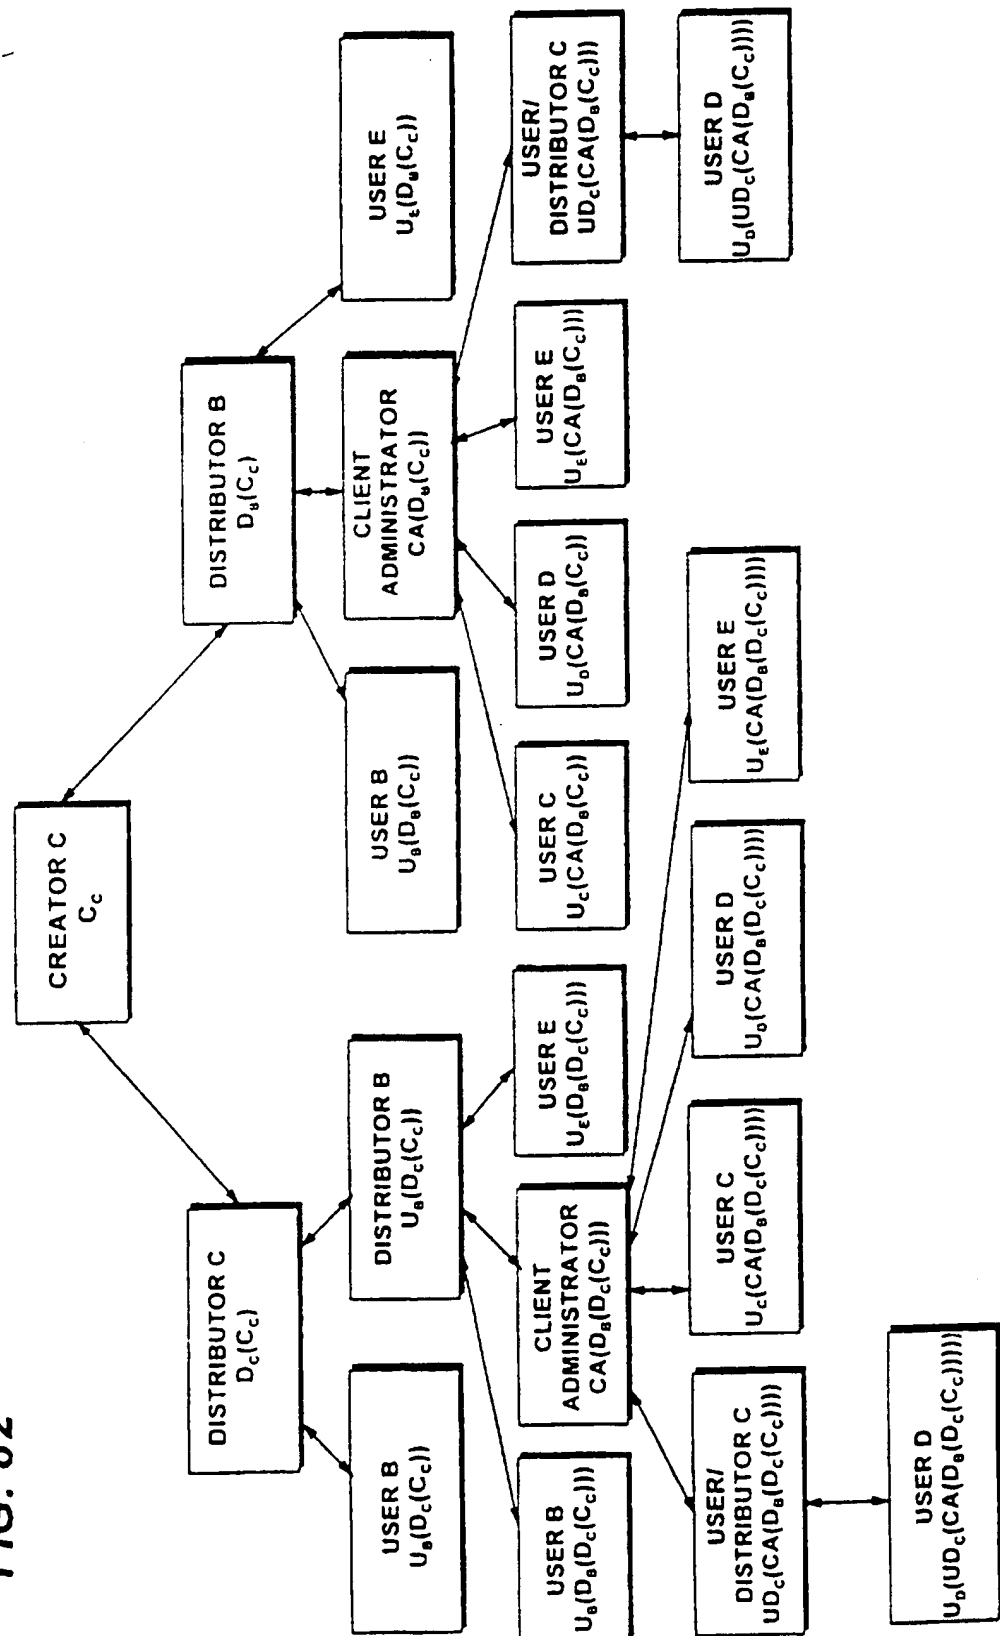 FIG. 82
CREATOR C
C_C
DISTRIBUTOR C
D_C(C_C)
DISTRIBUTOR B
D_B(C_C)
USER B
U_B(D_C(C_C))
DISTRIBUTOR B
U_B(D_C(C_C))
USER B
U_B(D_B(C_C))
CLIENT
ADMINISTRATOR
CA(D_B(C_C))
USER E
U_E(D_B(C_C))
USER B
U_B(D_B(D_C(C_C)))
CLIENT
ADMINISTRATOR
CA(D_B(D_C(C_C)))
USER E
U_E(D_B(D_C(C_C)))
USER C
U_C(CA(D_B(C_C))
USER D
U_D(CA(D_B(C_C))
USER E
U_E(CA(D_B(C_C)))
USER/
DISTRIBUTOR C
UD_C(CA(D_B(C_C)))
USER/
DISTRIBUTOR C
UD_C(CA(D_B(D_C(C_C))))
USER C
U_C(CA(D_B(D_C(C_C))))
USER D
U_D(CA(D_B(D_C(C_C))))
USER E
U_E(CA(D_B(D_C(C_C))))
USER D
U_D(UD_C(CA(D_B(C_C))))
USER D
U_D(UD_C(CA(D_B(D_C(C_C)))))